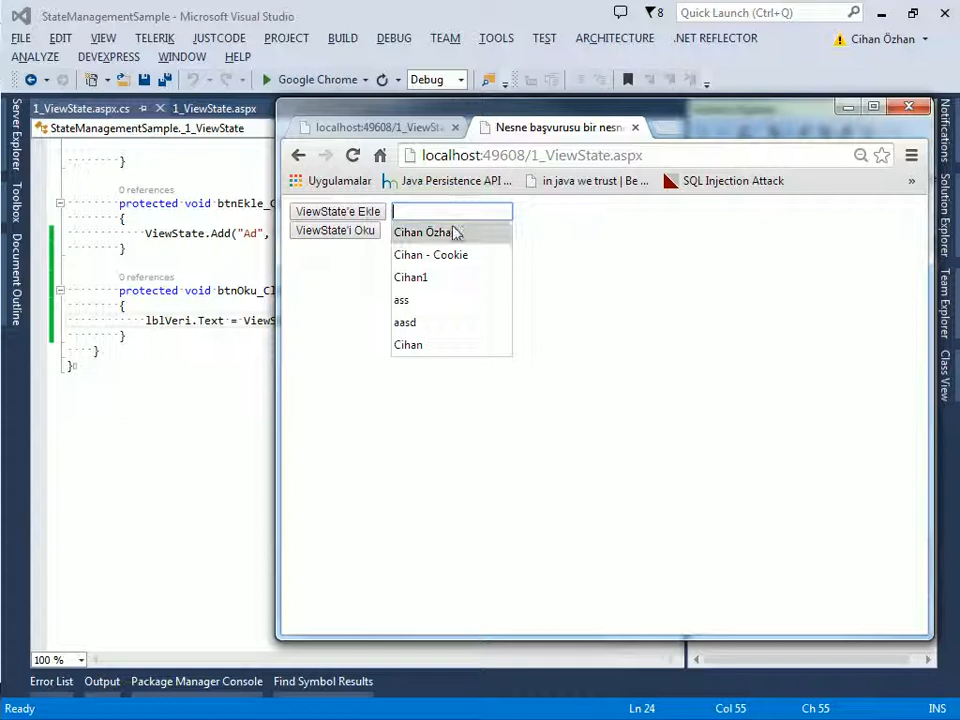 StateManagementSample - Microsoft Visual Studio
8
Quick Launch (Ctrl+Q)
FILE EDIT VIEW TELERIK JUSTCODE PROJECT BUILD DEBUG TEAM TOOLS TEST ARCHITECTURE .NET REFLECTOR
Cihan Özhan
ANALYZE DEVEXPRESS WINDOW HELP
Google Chrome
Debug
Server Explorer
Toolbox
Document Outline
1_ViewState.aspx.cs
1_ViewState.aspx
StateManagementSample._1_ViewState
}
0 references
protected void btnEkle_C
{
ViewState.Add("Ad",
}
0 references
protected void btnOku_Cl
{
lblVeri.Text = ViewS
}
}
}
100 %
localhost:49608/1_ViewSta
Nesne başvurusu bir nesne
localhost:49608/1_ViewState.aspx
Uygulamalar
Java Persistence API ...
in java we trust | Be ...
SQL Injection Attack
»
ViewState'e Ekle
ViewState'i Oku
Cihan Özha
Cihan - Cookie
Cihan1
ass
aasd
Cihan
Notifications
Solution Explorer
Team Explorer
Class View
Error List Output Package Manager Console Find Symbol Results
Ready
Ln 24
Col 55
Ch 55
INS